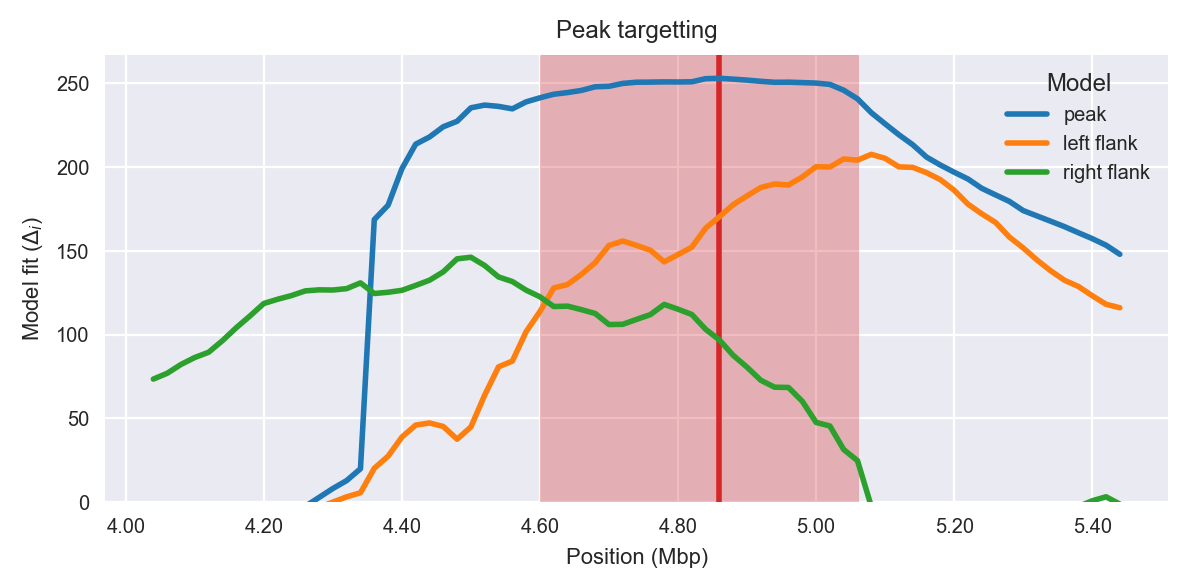 Peak targetting
Model fit (Δi)
250
200
150
100
50
0
Model
peak
left flank
right flank
4.00 4.20 4.40 4.60 4.80 5.00 5.20 5.40
Position (Mbp)